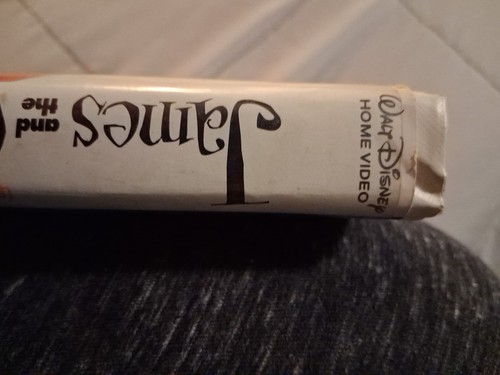 WALT DISNEY
HOME VIDEO
James
and
the